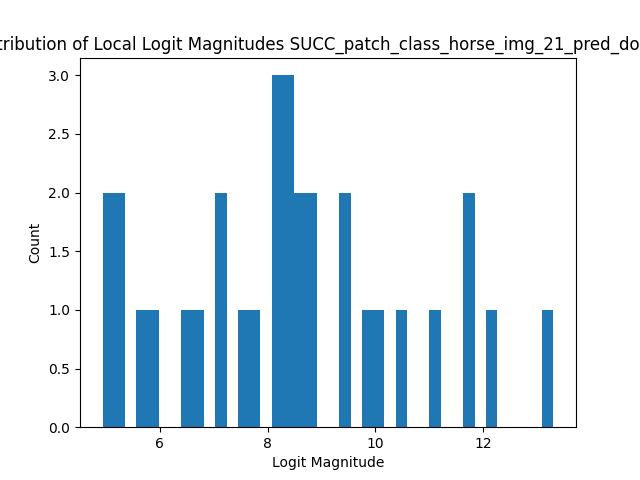 tribution of Local Logit Magnitudes SUCC_patch_class_horse_img_21_pred_do
3.0
2.5
2.0
1.5
1.0
0.5
0.0
Count
6 8 10 12
Logit Magnitude